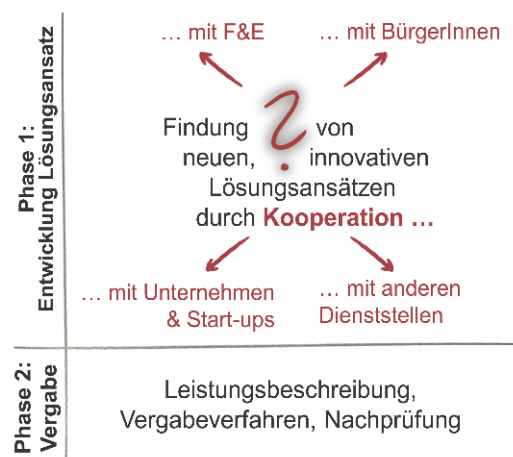 Phase 1:
Entwicklung Lösungsansatz
… mit F&E
… mit BürgerInnen
Findung ? von
neuen, innovativen
Lösungsansätzen
durch Kooperation …
… mit Unternehmen
& Start-ups
… mit anderen
Dienststellen
Phase 2:
Vergabe
Leistungsbeschreibung,
Vergabeverfahren, Nachprüfung